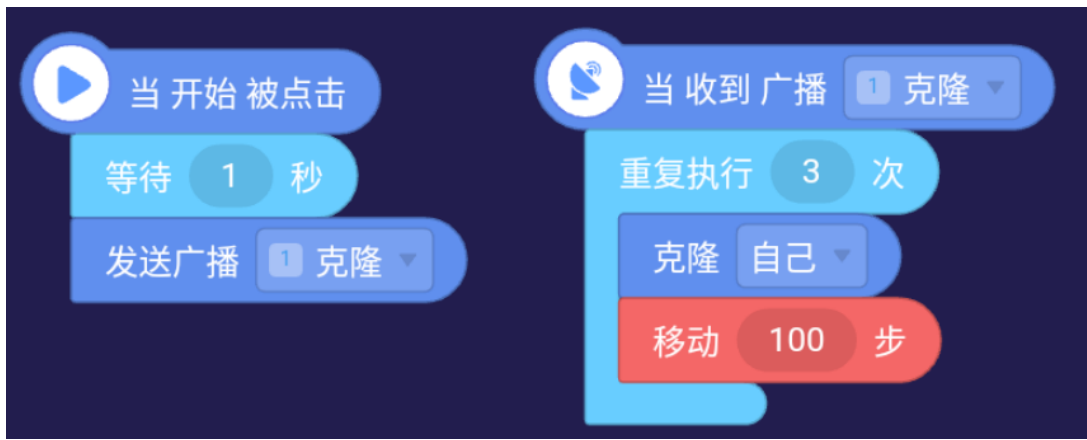 当 开始 被点击
等待 1 秒
发送广播 1 克隆
当 收到 广播 1 克隆
重复执行 3 次
克隆 自己
移动 100 步